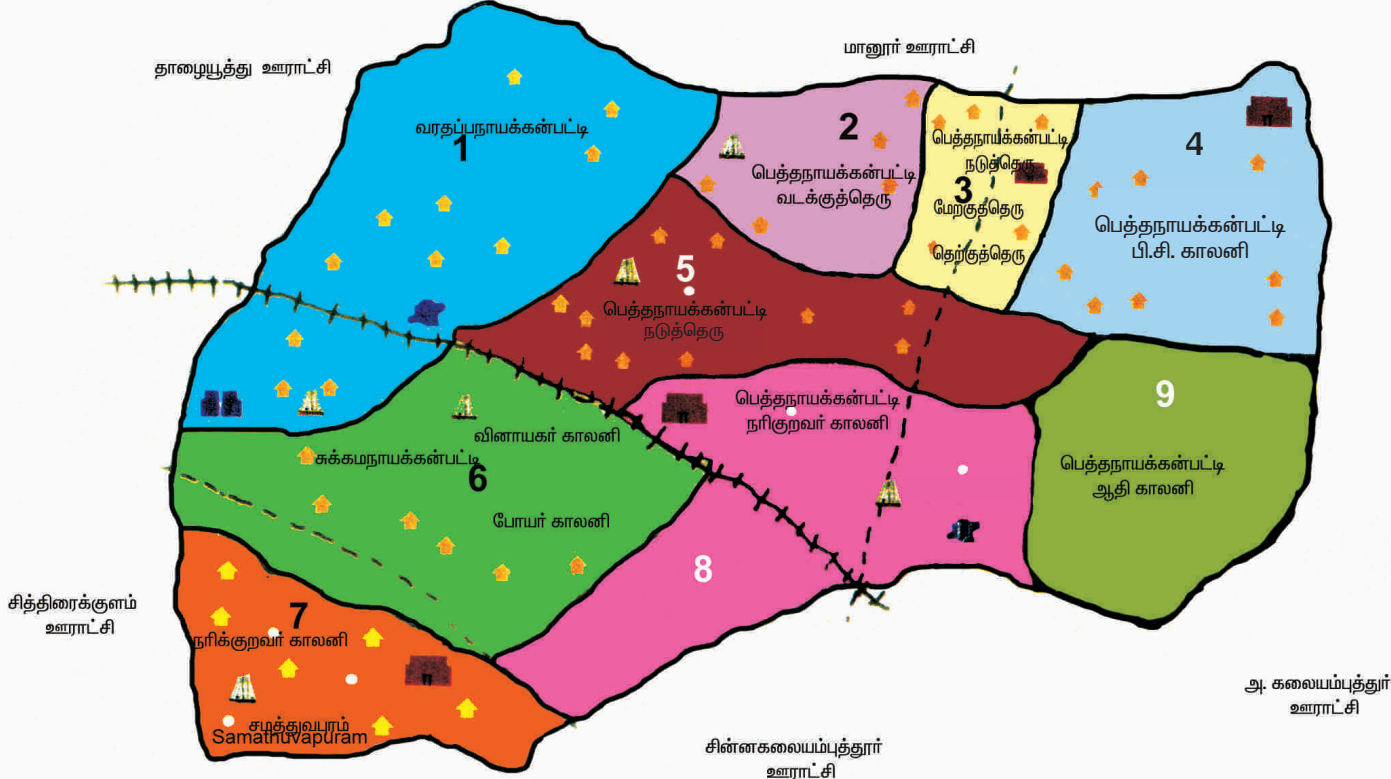 மானூர் ஊராட்சி
தாழையூத்து ஊராட்சி
வரதப்பநாயக்கன்பட்டி
1
2
பெத்தநாயக்கன்பட்டி
வடக்குத்தெரு
பெத்தநாயக்கன்பட்டி
நடுத்தெரு
3
மேற்குத்தெரு
தெற்குத்தெரு
4
பெத்தநாயக்கன்பட்டி
பி.சி. காலனி
5
பெத்தநாயக்கன்பட்டி
நடுத்தெரு
பெத்தநாயக்கன்பட்டி
நரிகுறவர் காலனி
9
பெத்தநாயக்கன்பட்டி
ஆதி காலனி
வினாயகர் காலனி
சுக்கமநாயக்கன்பட்டி
6
போயர் காலனி
8
சித்திரைக்குளம்
ஊராட்சி
7
நரிக்குறவர் காலனி
சமத்துவபுரம்
Samathuvapuram
அ. கலையம்புத்துர்
ஊராட்சி
சின்னகலையம்புத்தூர்
ஊராட்சி